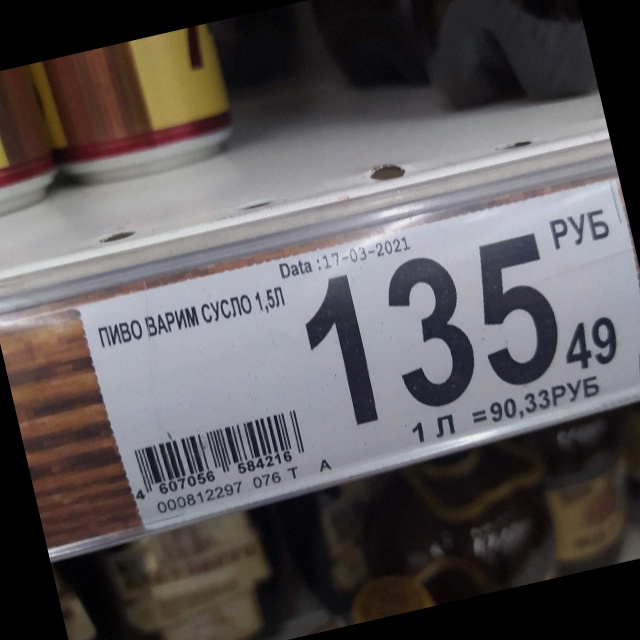 Data :17-03-2021
ПИВО ВАРИМ СУСЛО 1,5Л
135 49 РУБ
1 Л =90,33РУБ
4 607056 584216
000812297 076 Т А